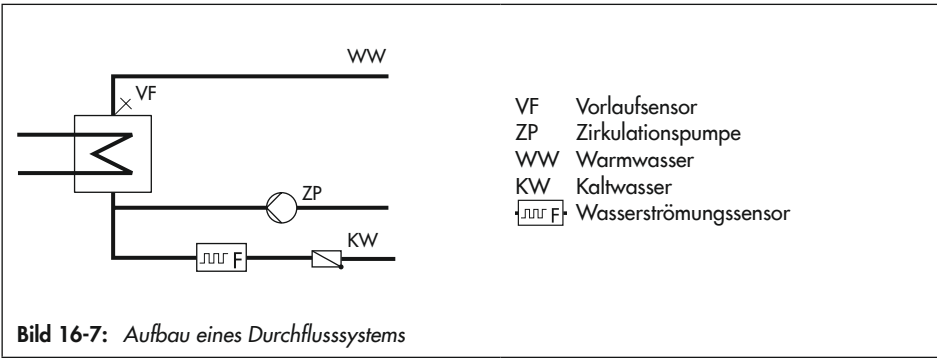 WW
VF
ZP
KW
F
VF Vorlaufsensor
ZP Zirkulationspumpe
WW Warmwasser
KW Kaltwasser
F Wasserströmungssensor
Bild 16-7: Aufbau eines Durchflusssystems